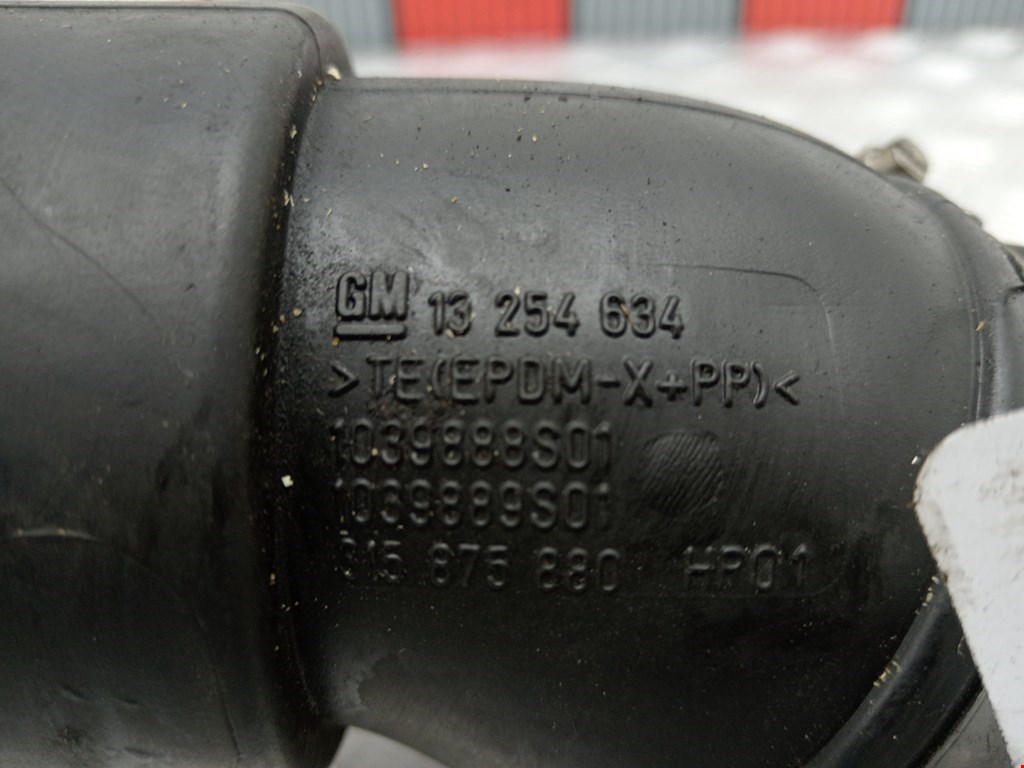 GM 13 254 634
>TE(EPDM-X+PP)<
1039888S01
1039889S01
315 875 880 HP01